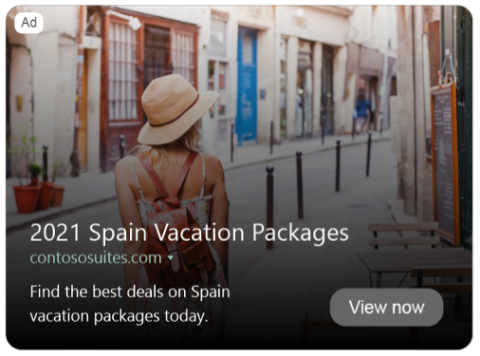 Ad
2021 Spain Vacation Packages
contososuites.com
Find the best deals on Spain
vacation packages today.
View now